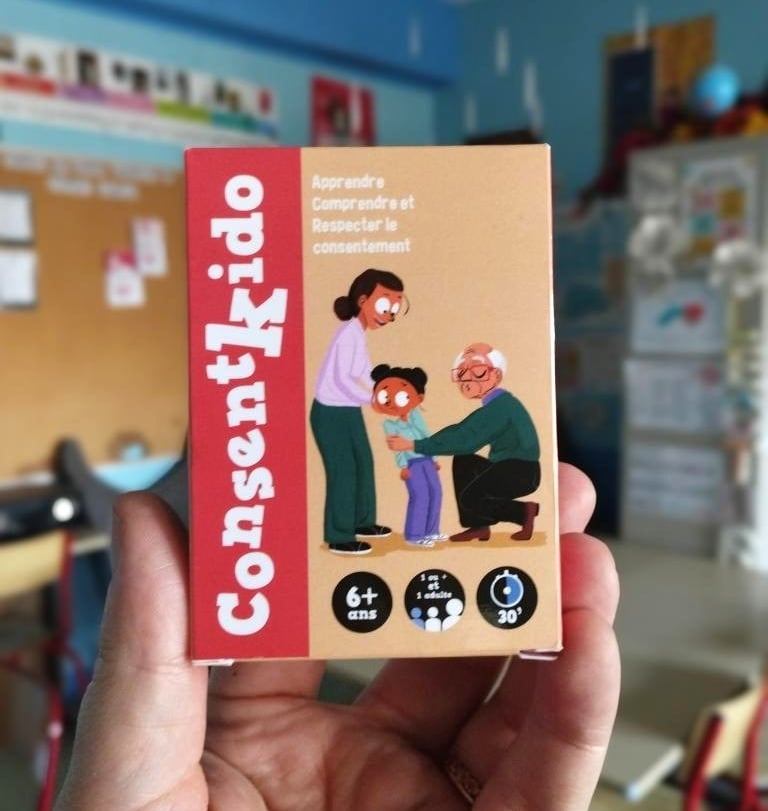 Consentkido
Apprendre
Comprendre et
Respecter le
consentement
6+
ans
1 ou +
et
1 adulte
30'